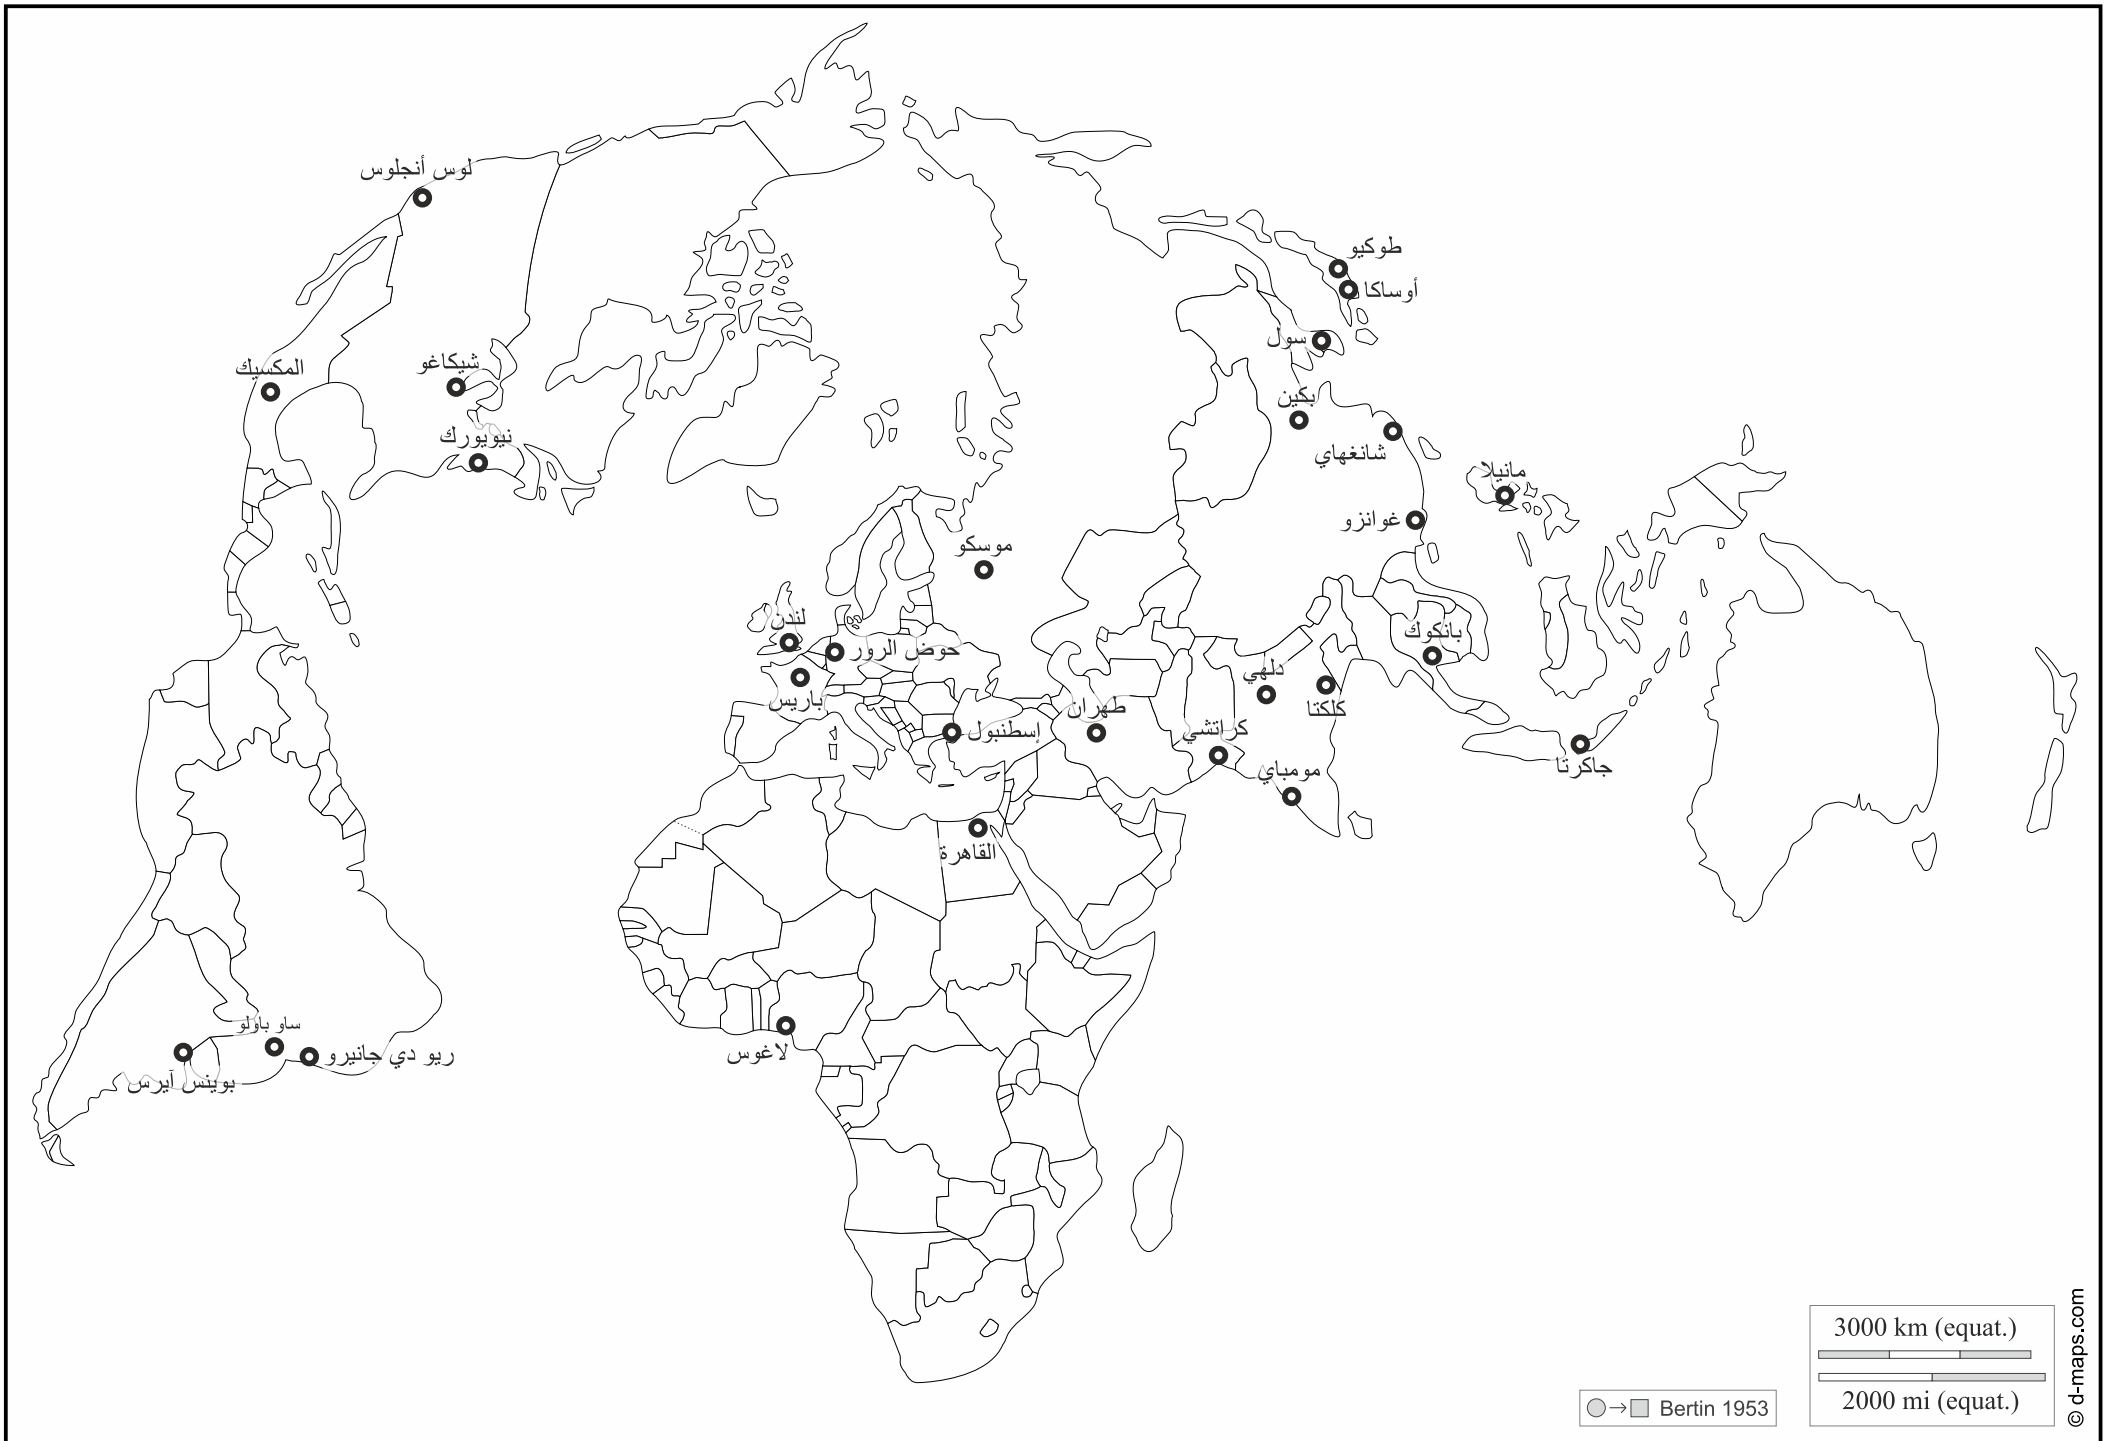 لوس أنجلوس
طوكيو
أوساكا
سول
المكسيك
شيكاغو
بكين
نيويورك
شانغهاي
مانيلا
غوانزو
موسكو
لندن
بانكوك
حوض الرور
دلهي
باريس
كلكتا
طهران
كراتشي
إسطنبول
جاكرتا
مومباي
القاهرة
ساو باولو
لاغوس
ريو دي جانيرو
بوينس آيرس
3000 km (equat.)
2000 mi (equat.)
Bertin 1953
© d-maps.com